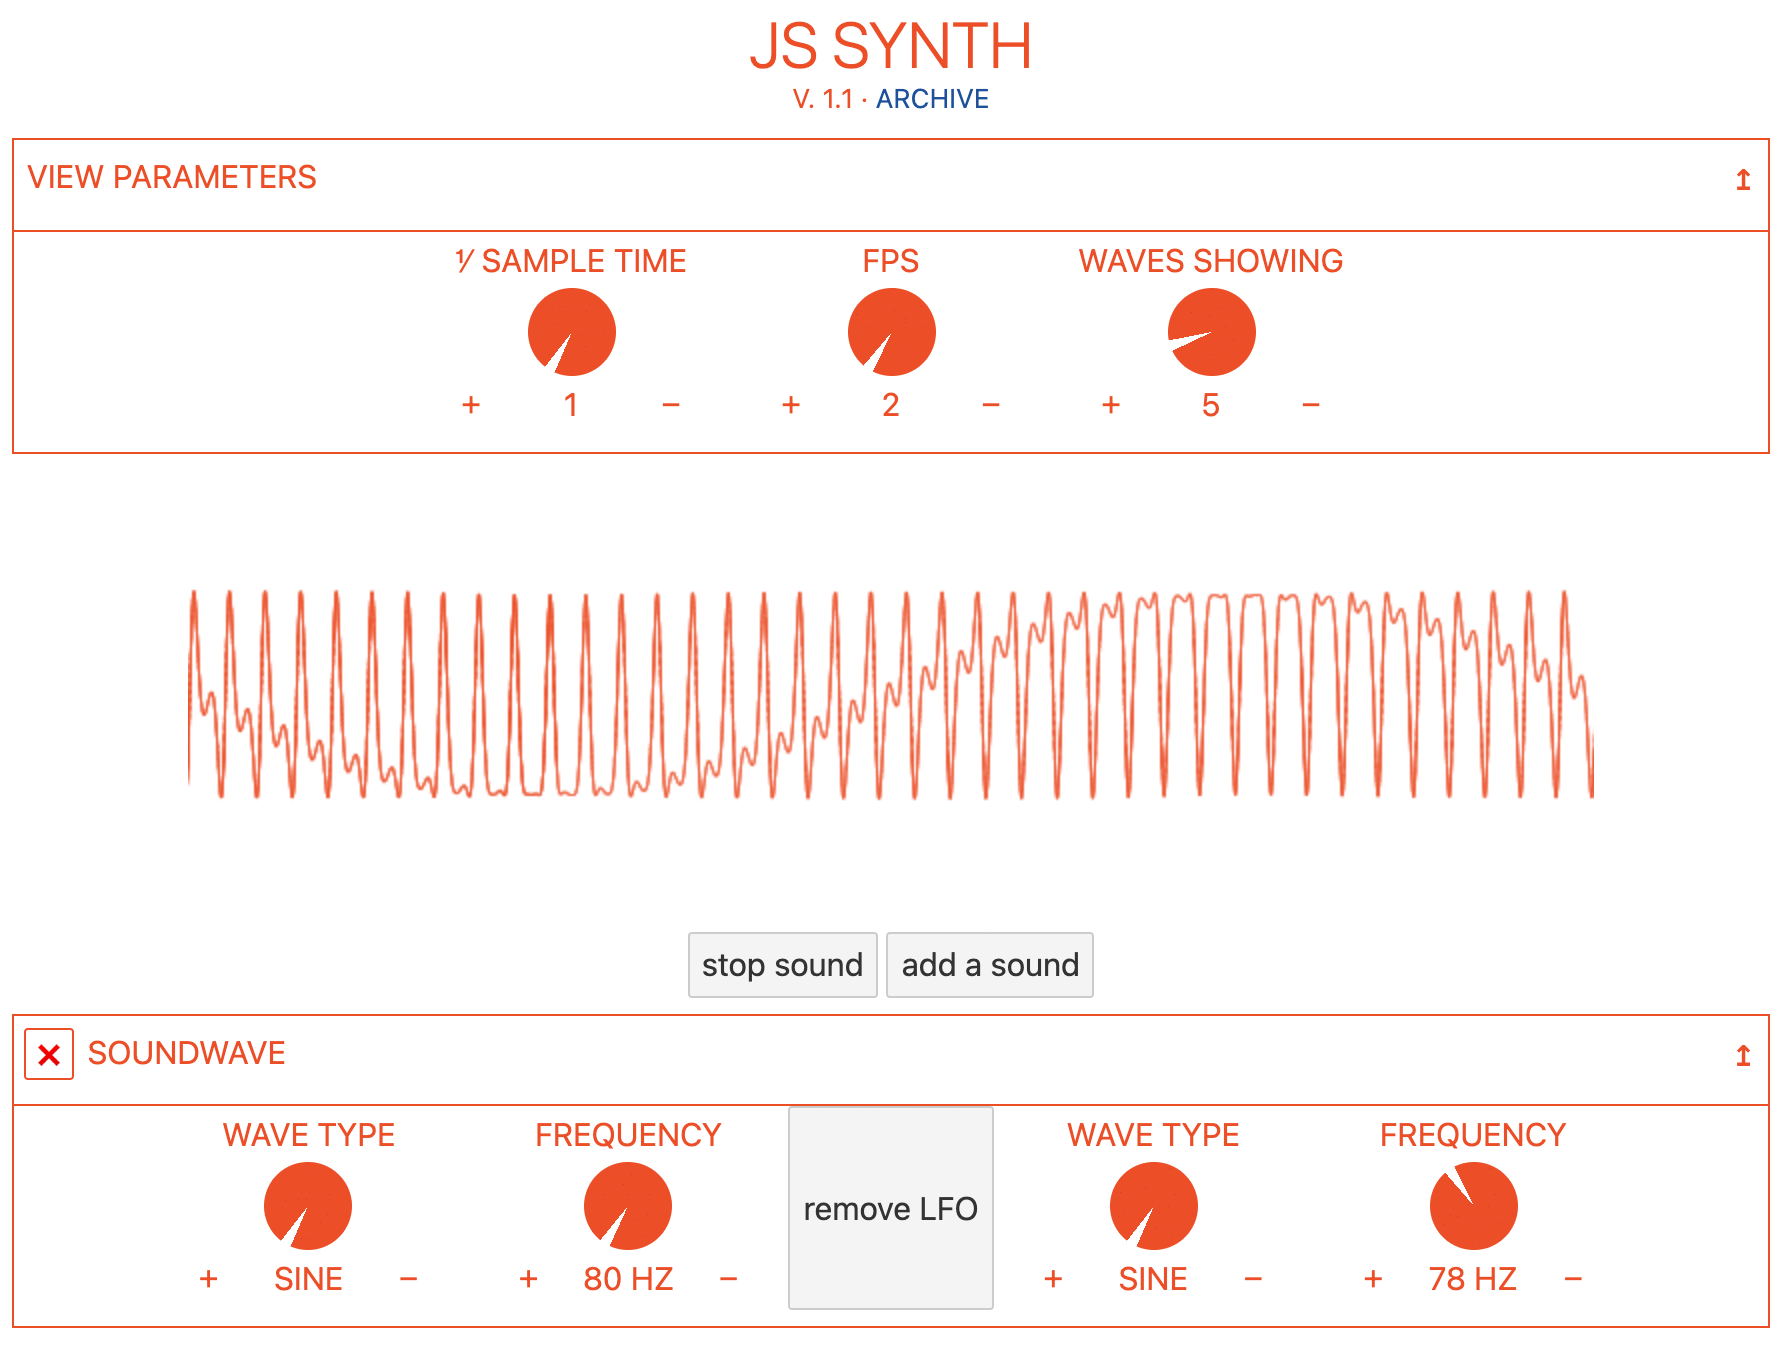 JS SYNTH
V. 1.1 · ARCHIVE
VIEW PARAMETERS ↥
⅟ SAMPLE TIME FPS WAVES SHOWING
+ 1 − + 2 − + 5 −
stop sound add a sound
× SOUNDWAVE ↥
WAVE TYPE FREQUENCY remove LFO WAVE TYPE FREQUENCY
+ SINE − + 80 HZ − + SINE − + 78 HZ −